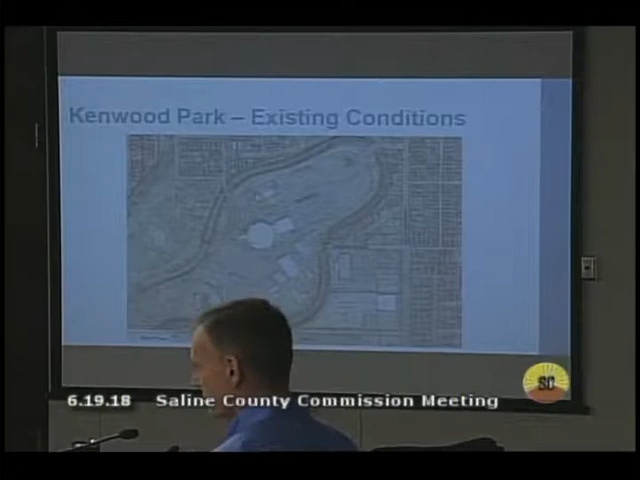 Kenwood Park – Existing Conditions
SC
6.19.18 Saline County Commission Meeting